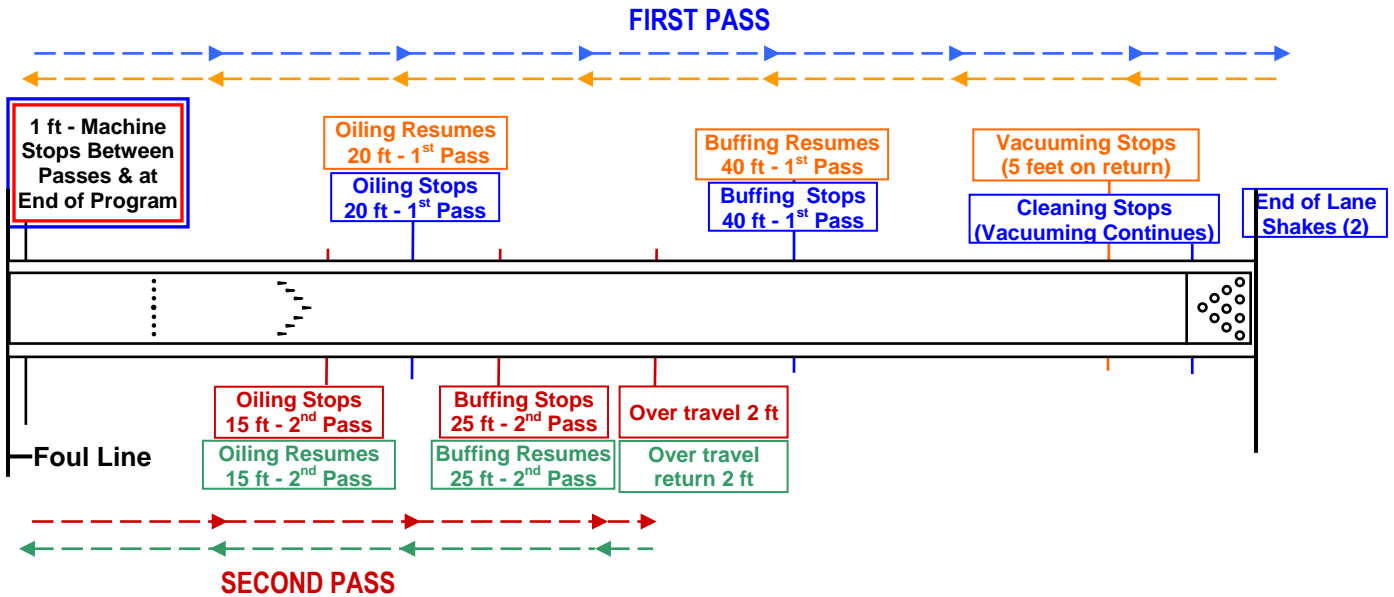 FIRST PASS
1 ft - Machine
Stops Between
Passes & at
End of Program
Oiling Resumes
20 ft - 1st Pass
Oiling Stops
20 ft - 1st Pass
Buffing Resumes
40 ft - 1st Pass
Buffing Stops
40 ft - 1st Pass
Vacuuming Stops
(5 feet on return)
Cleaning Stops
(Vacuuming Continues)
End of Lane
Shakes (2)
Oiling Stops
15 ft - 2nd Pass
Oiling Resumes
15 ft - 2nd Pass
Buffing Stops
25 ft - 2nd Pass
Buffing Resumes
25 ft - 2nd Pass
Over travel 2 ft
Over travel
return 2 ft
Foul Line
SECOND PASS